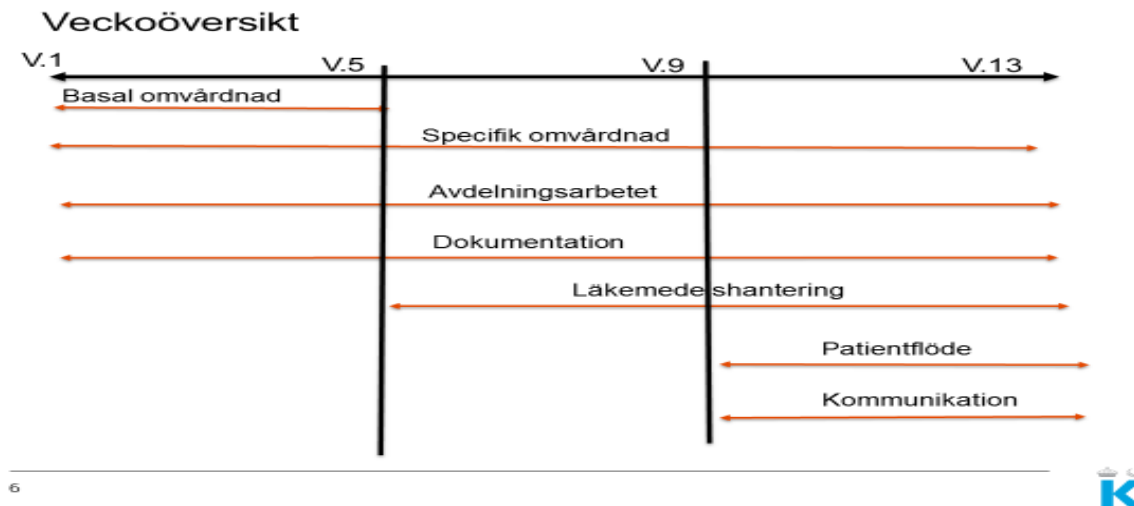 Veckoöversikt
V.1 V.5 V.9 V.13
Basal omvårdnad
Specifik omvårdnad
Avdelningsarbetet
Dokumentation
Läkemedelshantering
Patientflöde
Kommunikation
6
K